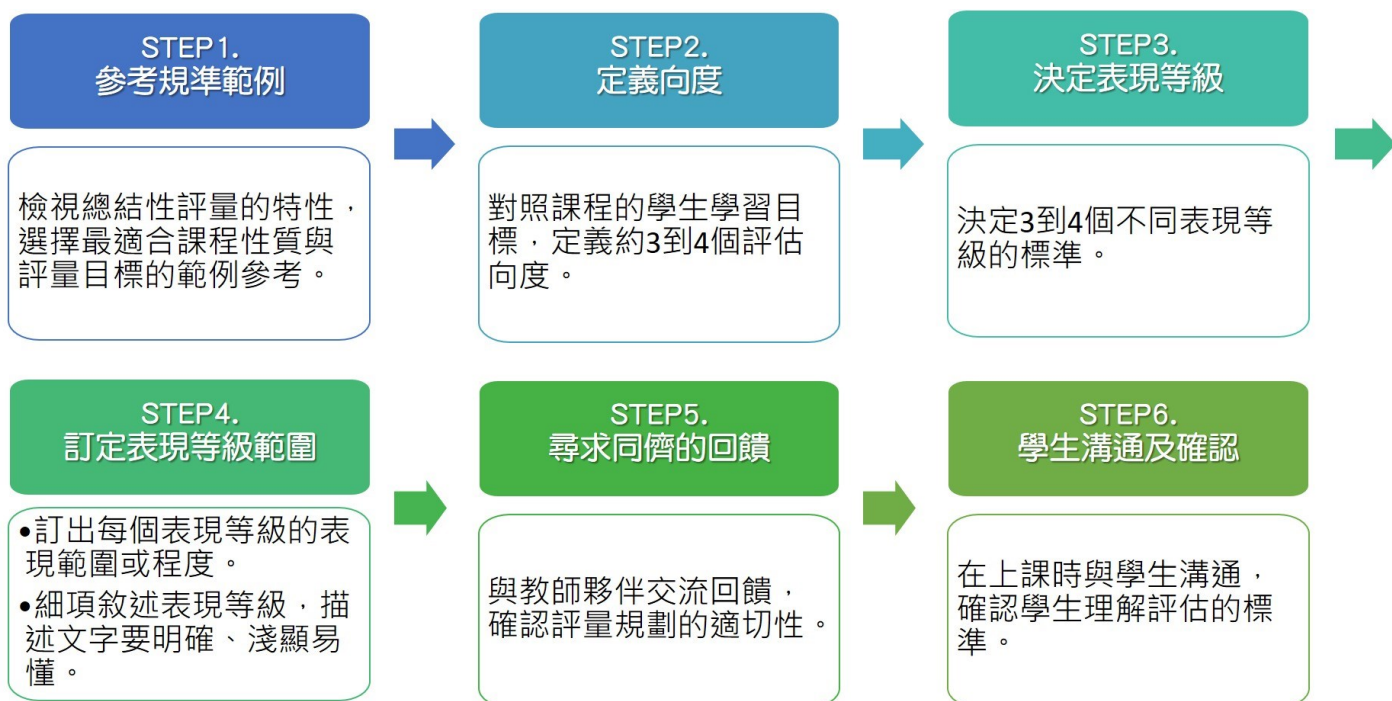 STEP1.
參考規準範例
檢視總結性評量的特性，
選擇最適合課程性質與
評量目標的範例參考。
STEP2.
定義向度
對照課程的學生學習目
標，定義約3到4個評估
向度。
STEP3.
決定表現等級
決定3到4個不同表現等
級的標準。
STEP4.
訂定表現等級範圍
•訂出每個表現等級的表
現範圍或程度。
•細項敘述表現等級，描
述文字要明確、淺顯易
懂。
STEP5.
尋求同儕的回饋
與教師夥伴交流回饋，
確認評量規劃的適切性。
STEP6.
學生溝通及確認
在上課時與學生溝通，
確認學生理解評估的標
準。